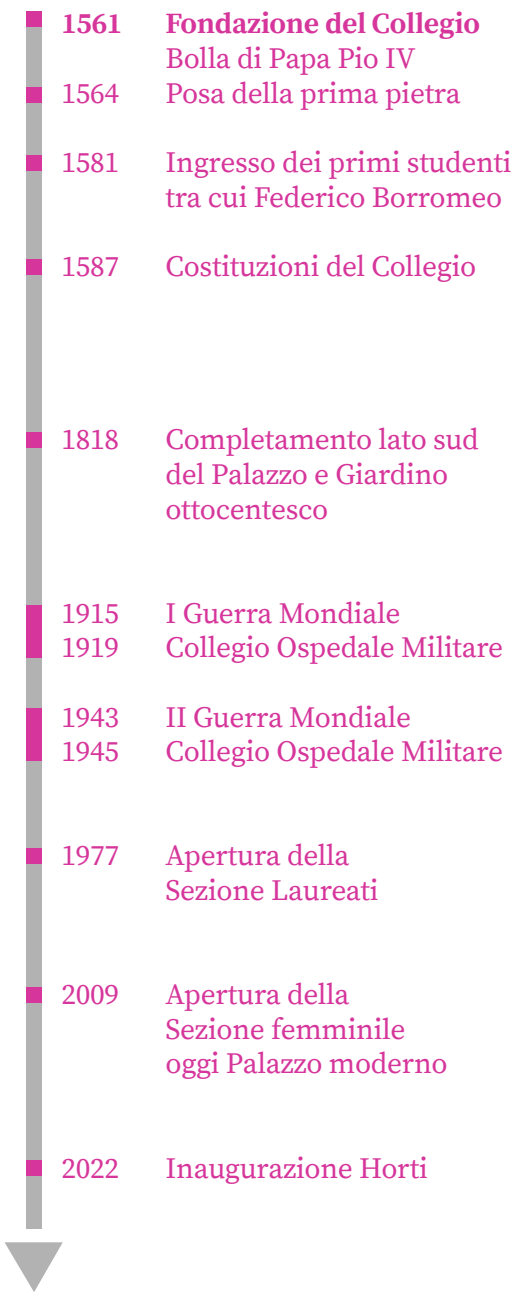 1561 Fondazione del Collegio
Bolla di Papa Pio IV
1564 Posa della prima pietra
1581 Ingresso dei primi studenti
tra cui Federico Borromeo
1587 Costituzioni del Collegio
1818 Completamento lato sud
del Palazzo e Giardino
ottocentesco
1915 I Guerra Mondiale
1919 Collegio Ospedale Militare
1943 II Guerra Mondiale
1945 Collegio Ospedale Militare
1977 Apertura della
Sezione Laureati
2009 Apertura della
Sezione femminile
oggi Palazzo moderno
2022 Inaugurazione Horti